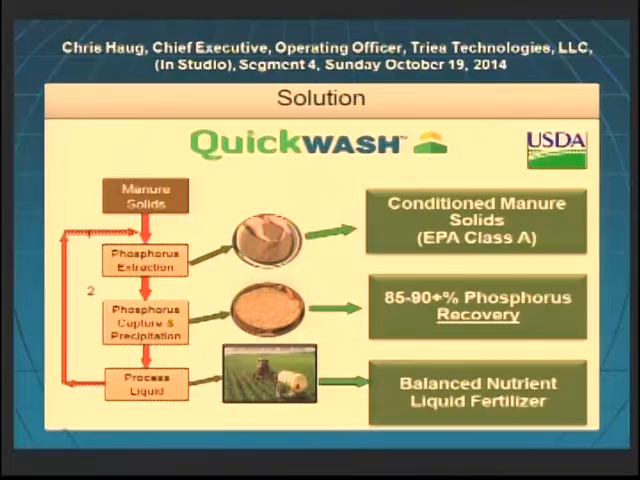 Chris Haug, Chief Executive, Operating Officer, Triea Technologies, LLC,
(In Studio), Segment 4, Sunday October 19, 2014
Solution
QuickWASH™
USDA
Manure
Solids
Conditioned Manure
Solids
(EPA Class A)
1
Phosphorus
Extraction
2
Phosphorus
Capture &
Precipitation
85-90+% Phosphorus
Recovery
Process
Liquid
Balanced Nutrient
Liquid Fertilizer